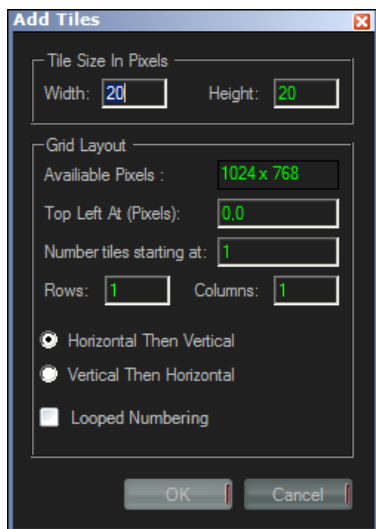 Add Tiles
Tile Size In Pixels
Width: 20 Height: 20
Grid Layout
Availiable Pixels : 1024 x 768
Top Left At (Pixels): 0,0
Number tiles starting at: 1
Rows: 1 Columns: 1
Horizontal Then Vertical
Vertical Then Horizontal
Looped Numbering
OK Cancel